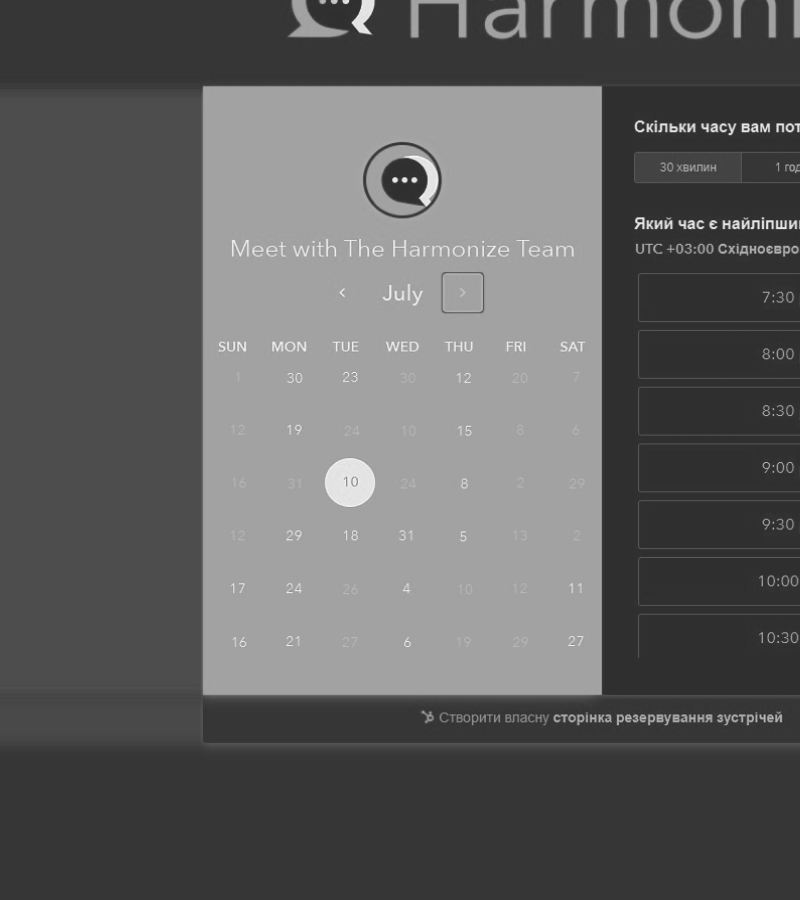 Harmoni
Meet with The Harmonize Team
July
SUN MON TUE WED THU FRI SAT
1 30 23 30 12 20 7
12 19 24 10 15 8 6
16 31 10 24 8 2 29
12 29 18 31 5 13 2
17 24 26 4 10 12 11
16 21 27 6 19 29 27
Скільки часу вам пот
30 хвилин 1 год
Який час є найліпши
UTC +03:00 Східноєвро
7:30
8:00
8:30
9:00
9:30
10:00
10:30
Створити власну сторінка резервування зустрічей